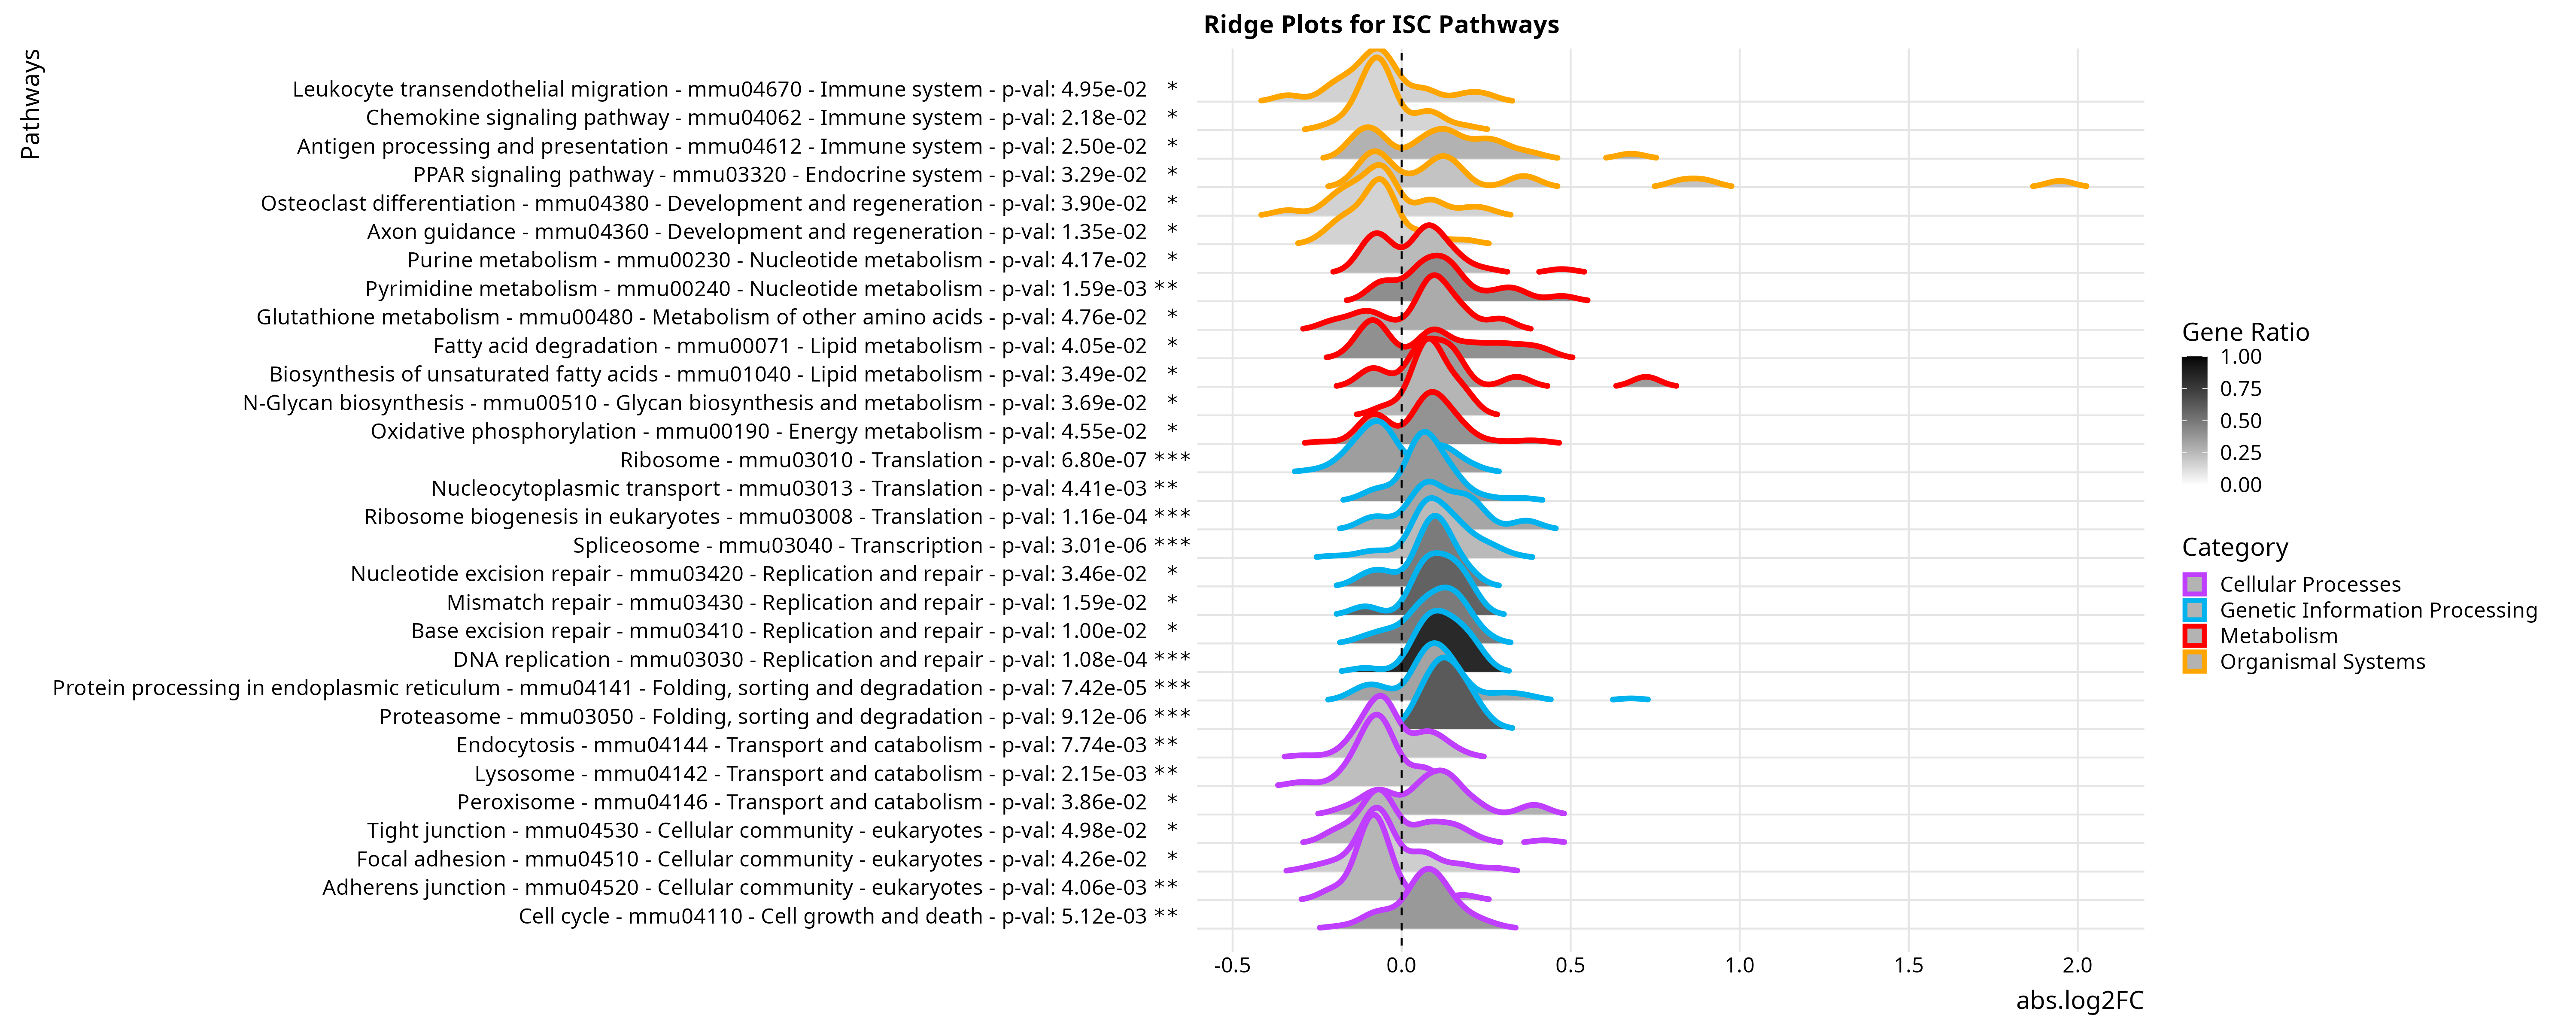 Ridge Plots for ISC Pathways
Pathways
Leukocyte transendothelial migration - mmu04670 - Immune system - p-val: 4.95e-02 *
Chemokine signaling pathway - mmu04062 - Immune system - p-val: 2.18e-02 *
Antigen processing and presentation - mmu04612 - Immune system - p-val: 2.50e-02 *
PPAR signaling pathway - mmu03320 - Endocrine system - p-val: 3.29e-02 *
Osteoclast differentiation - mmu04380 - Development and regeneration - p-val: 3.90e-02 *
Axon guidance - mmu04360 - Development and regeneration - p-val: 1.35e-02 *
Purine metabolism - mmu00230 - Nucleotide metabolism - p-val: 4.17e-02 *
Pyrimidine metabolism - mmu00240 - Nucleotide metabolism - p-val: 1.59e-03 **
Glutathione metabolism - mmu00480 - Metabolism of other amino acids - p-val: 4.76e-02 *
Fatty acid degradation - mmu00071 - Lipid metabolism - p-val: 4.05e-02 *
Biosynthesis of unsaturated fatty acids - mmu01040 - Lipid metabolism - p-val: 3.49e-02 *
N-Glycan biosynthesis - mmu00510 - Glycan biosynthesis and metabolism - p-val: 3.69e-02 *
Oxidative phosphorylation - mmu00190 - Energy metabolism - p-val: 4.55e-02 *
Ribosome - mmu03010 - Translation - p-val: 6.80e-07 ***
Nucleocytoplasmic transport - mmu03013 - Translation - p-val: 4.41e-03 **
Ribosome biogenesis in eukaryotes - mmu03008 - Translation - p-val: 1.16e-04 ***
Spliceosome - mmu03040 - Transcription - p-val: 3.01e-06 ***
Nucleotide excision repair - mmu03420 - Replication and repair - p-val: 3.46e-02 *
Mismatch repair - mmu03430 - Replication and repair - p-val: 1.59e-02 *
Base excision repair - mmu03410 - Replication and repair - p-val: 1.00e-02 *
DNA replication - mmu03030 - Replication and repair - p-val: 1.08e-04 ***
Protein processing in endoplasmic reticulum - mmu04141 - Folding, sorting and degradation - p-val: 7.42e-05 ***
Proteasome - mmu03050 - Folding, sorting and degradation - p-val: 9.12e-06 ***
Endocytosis - mmu04144 - Transport and catabolism - p-val: 7.74e-03 **
Lysosome - mmu04142 - Transport and catabolism - p-val: 2.15e-03 **
Peroxisome - mmu04146 - Transport and catabolism - p-val: 3.86e-02 *
Tight junction - mmu04530 - Cellular community - eukaryotes - p-val: 4.98e-02 *
Focal adhesion - mmu04510 - Cellular community - eukaryotes - p-val: 4.26e-02 *
Adherens junction - mmu04520 - Cellular community - eukaryotes - p-val: 4.06e-03 **
Cell cycle - mmu04110 - Cell growth and death - p-val: 5.12e-03 **
-0.5 0.0 0.5 1.0 1.5 2.0
abs.log2FC
Gene Ratio
1.00
0.75
0.50
0.25
0.00
Category
Cellular Processes
Genetic Information Processing
Metabolism
Organismal Systems